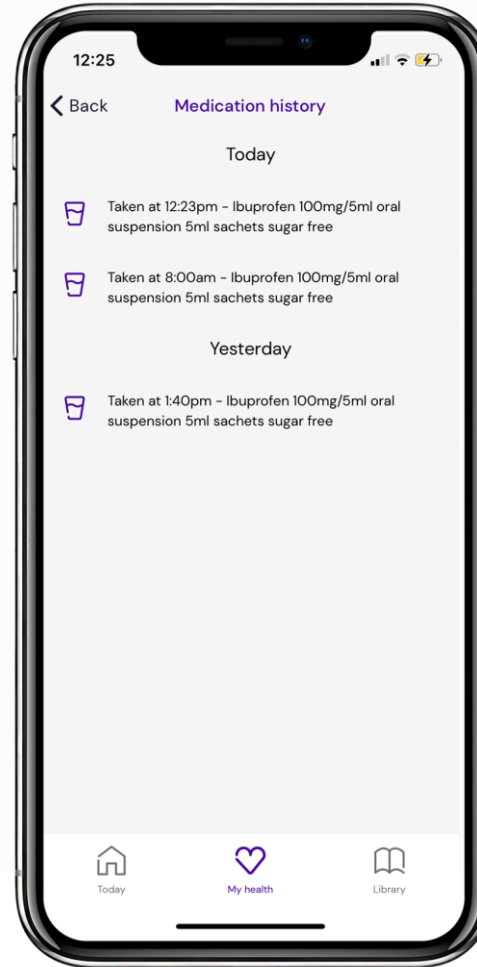 12:25
Back
Medication history
Today
Taken at 12:23pm - Ibuprofen 100mg/5ml oral
suspension 5ml sachets sugar free
Taken at 8:00am - Ibuprofen 100mg/5ml oral
suspension 5ml sachets sugar free
Yesterday
Taken at 1:40pm - Ibuprofen 100mg/5ml oral
suspension 5ml sachets sugar free
Today
My health
Library